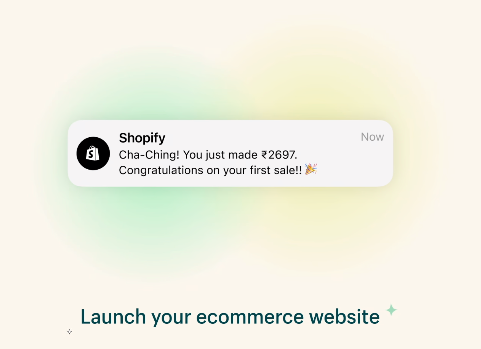 Shopify
Now
Cha-Ching! You just made ₹2697.
Congratulations on your first sale!! 🎉
Launch your ecommerce website